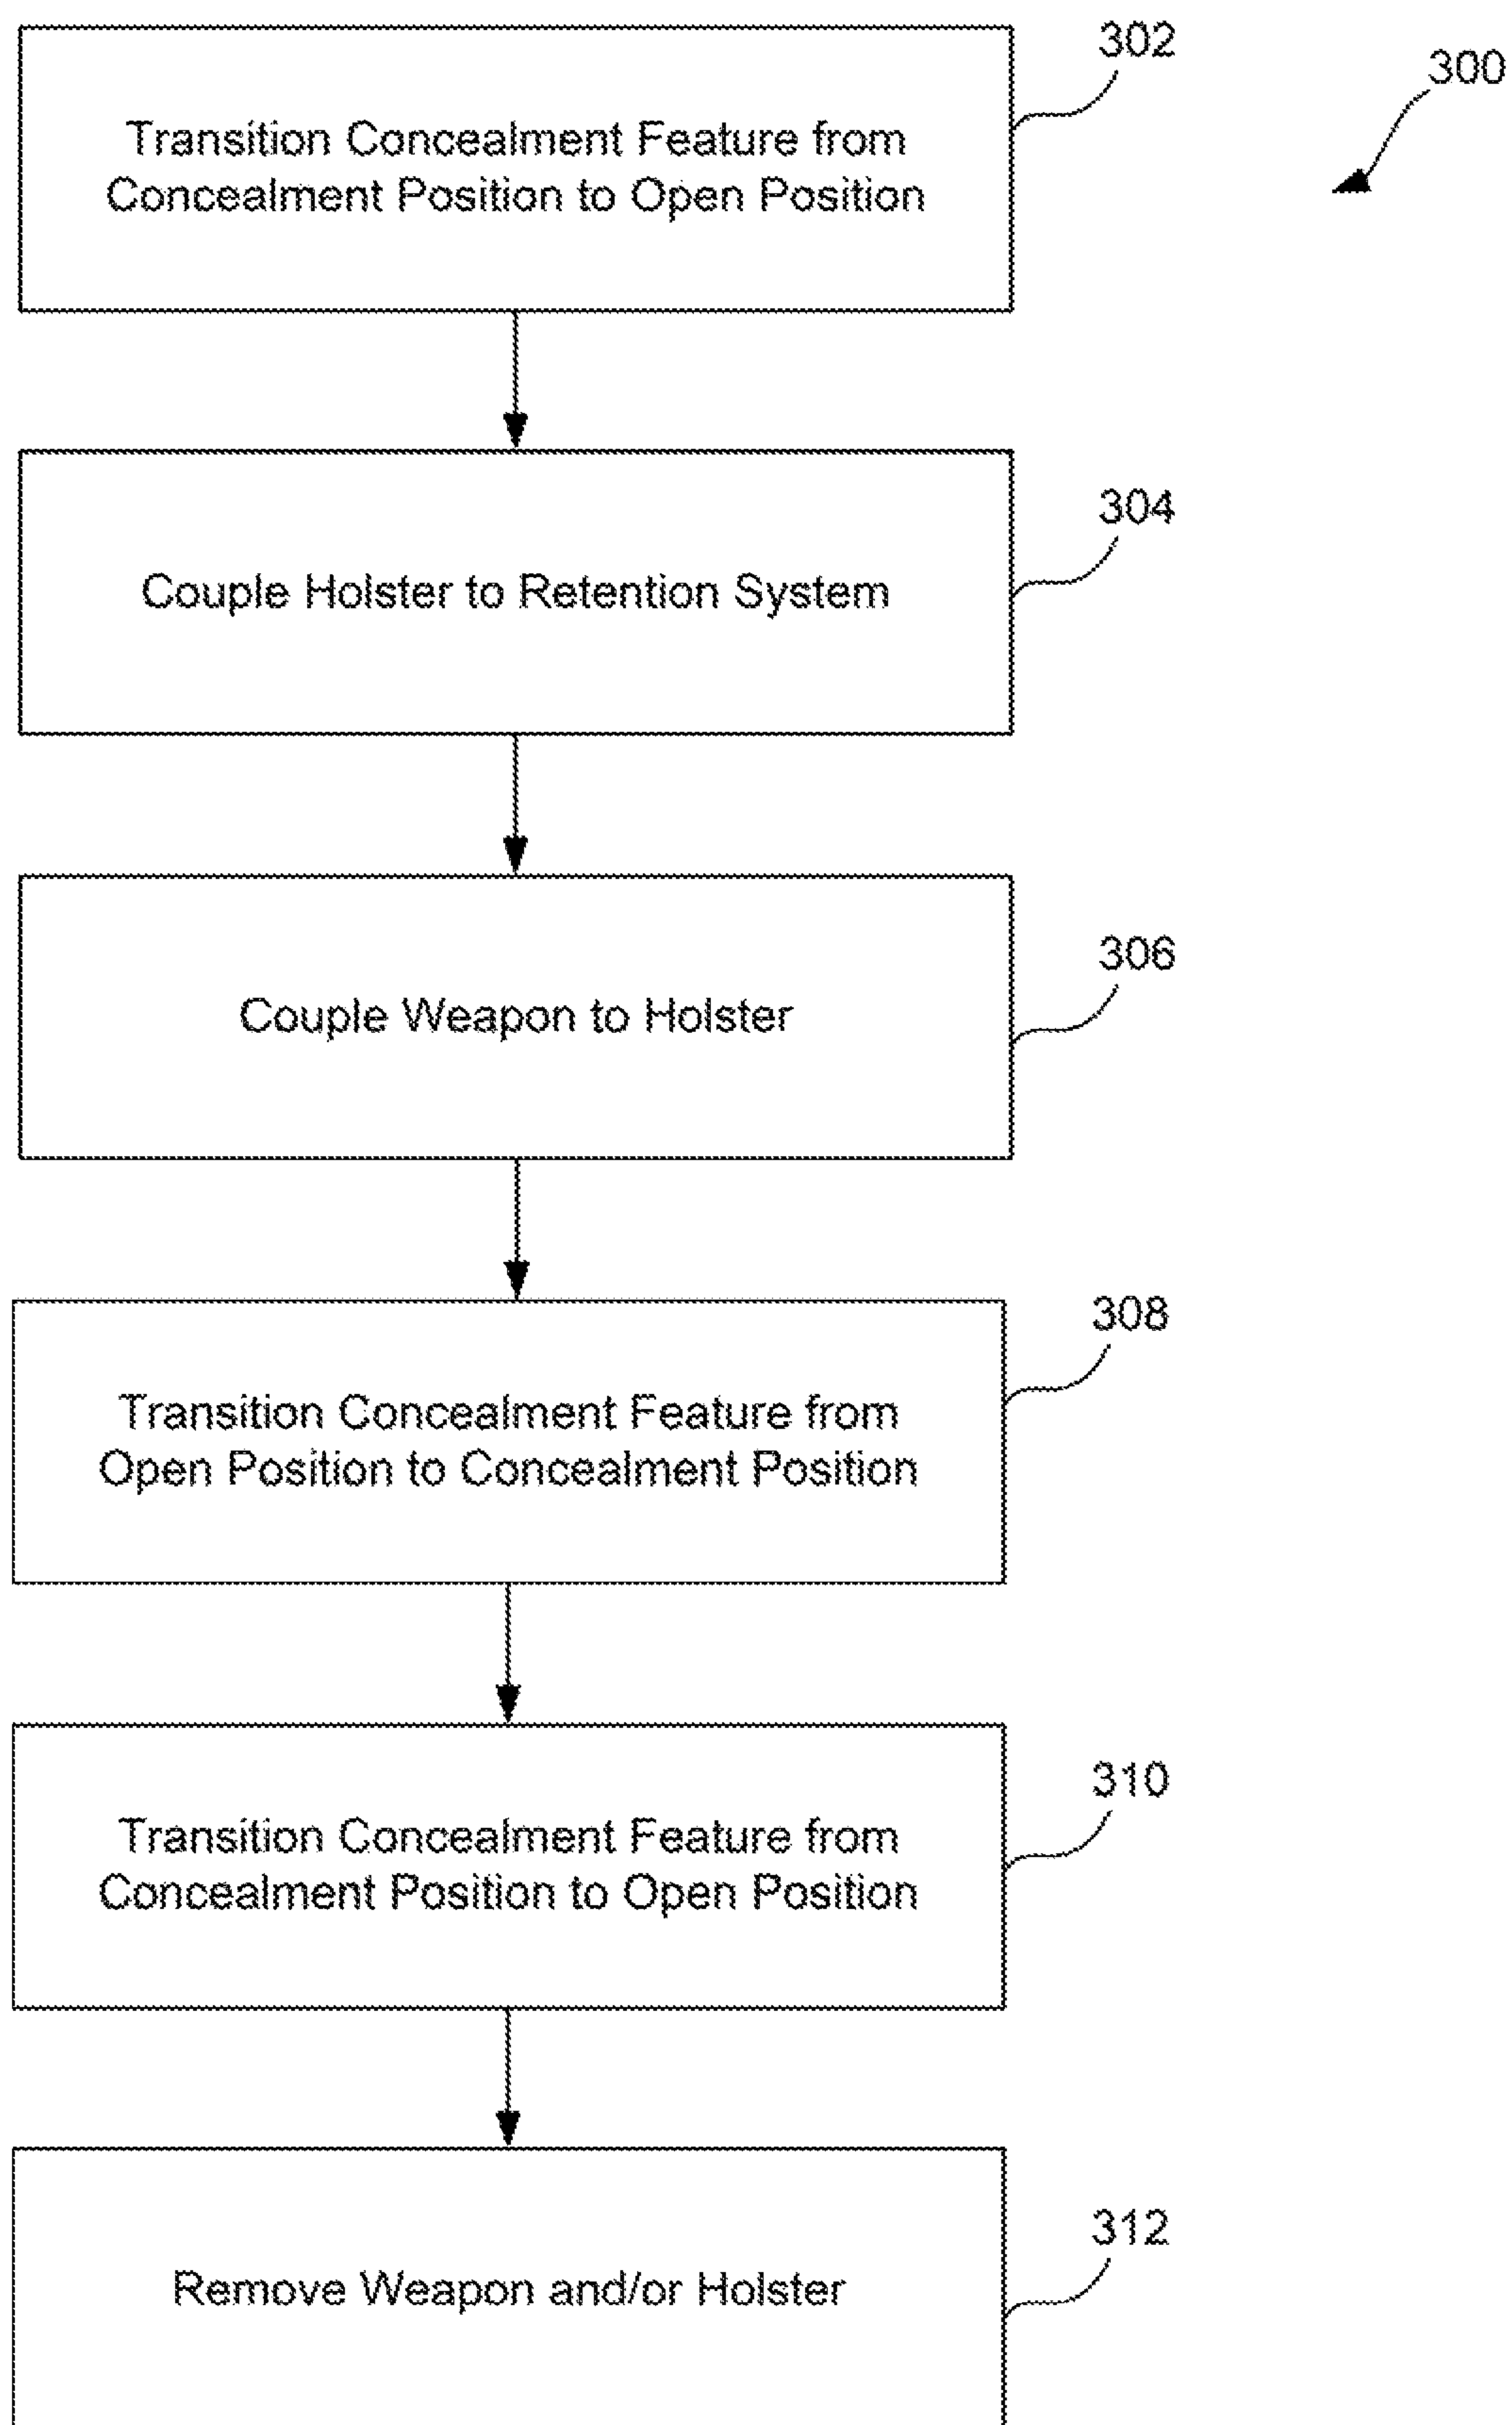 302
300
Transition Concealment Feature from
Concealment Position to Open Position
304
Couple Holster to Retention System
306
Couple Weapon to Holster
308
Transition Concealment Feature from
Open Position to Concealment Position
310
Transition Concealment Feature from
Concealment Position to Open Position
312
Remove Weapon and/or Holster